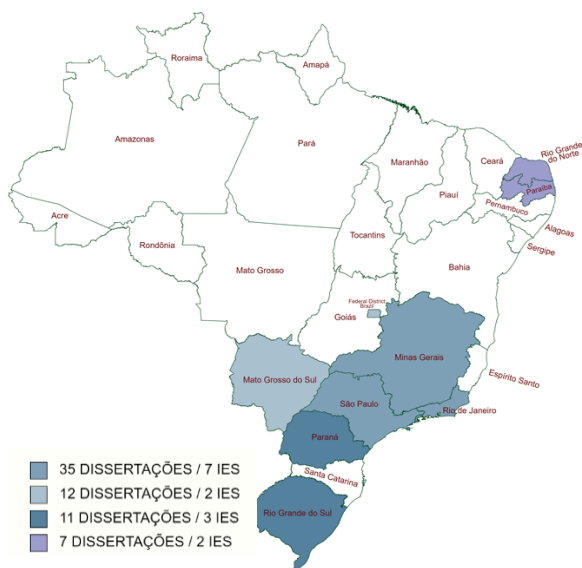 Roraima
Amapá
Amazonas
Pará
Maranhão
Ceará
Rio Grande
do Norte
Paraíba
Piauí
Pernambuco
Acre
Alagoas
Rondônia
Tocantins
Sergipe
Mato Grosso
Bahia
Federal District
Brazil
Goiás
Minas Gerais
Mato Grosso do Sul
Espírito Santo
São Paulo
Rio de Janeiro
Paraná
Santa Catarina
Rio Grande do Sul
35 DISSERTAÇÕES / 7 IES
12 DISSERTAÇÕES / 2 IES
11 DISSERTAÇÕES / 3 IES
7 DISSERTAÇÕES / 2 IES